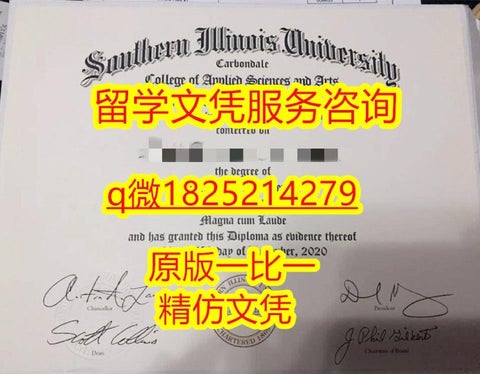 Southern Illinois University
Carbondale
College of Applied Sciences and Arts
留学文凭服务咨询
conferred on
the degree of
q微1825214279
Magna cum Laude
and has granted this Diploma as evidence thereof
day of 2020
原版一比一
精仿文凭
Chancellor
President
Dean
Chairman of Board